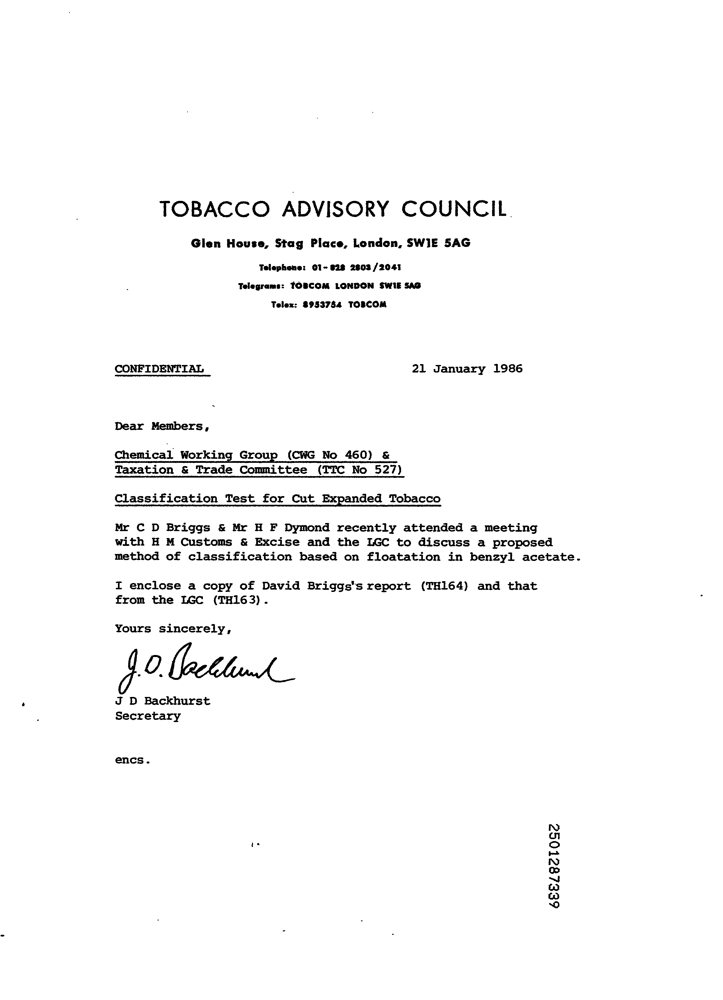 TOBACCO ADVISORY COUNCIL
Glen House, Stag Place, London, SW1E 5AG
Telephone: 01-828 2803/2041
Telegrams: TOBCOM LONDON SW1E 5AG
Telex: 8953754 TOBCOM
CONFIDENTIAL 21 January 1986
Dear Members,
Chemical Working Group (CWG No 460) &
Taxation & Trade Committee (TTC No 527)
Classification Test for Cut Expanded Tobacco
Mr C D Briggs & Mr H F Dymond recently attended a meeting
with H M Customs & Excise and the LGC to discuss a proposed
method of classification based on floatation in benzyl acetate.
I enclose a copy of David Briggs's report (TH164) and that
from the LGC (TH163).
Yours sincerely,
J.D. Backhurst
J D Backhurst
Secretary
encs.
2501287339